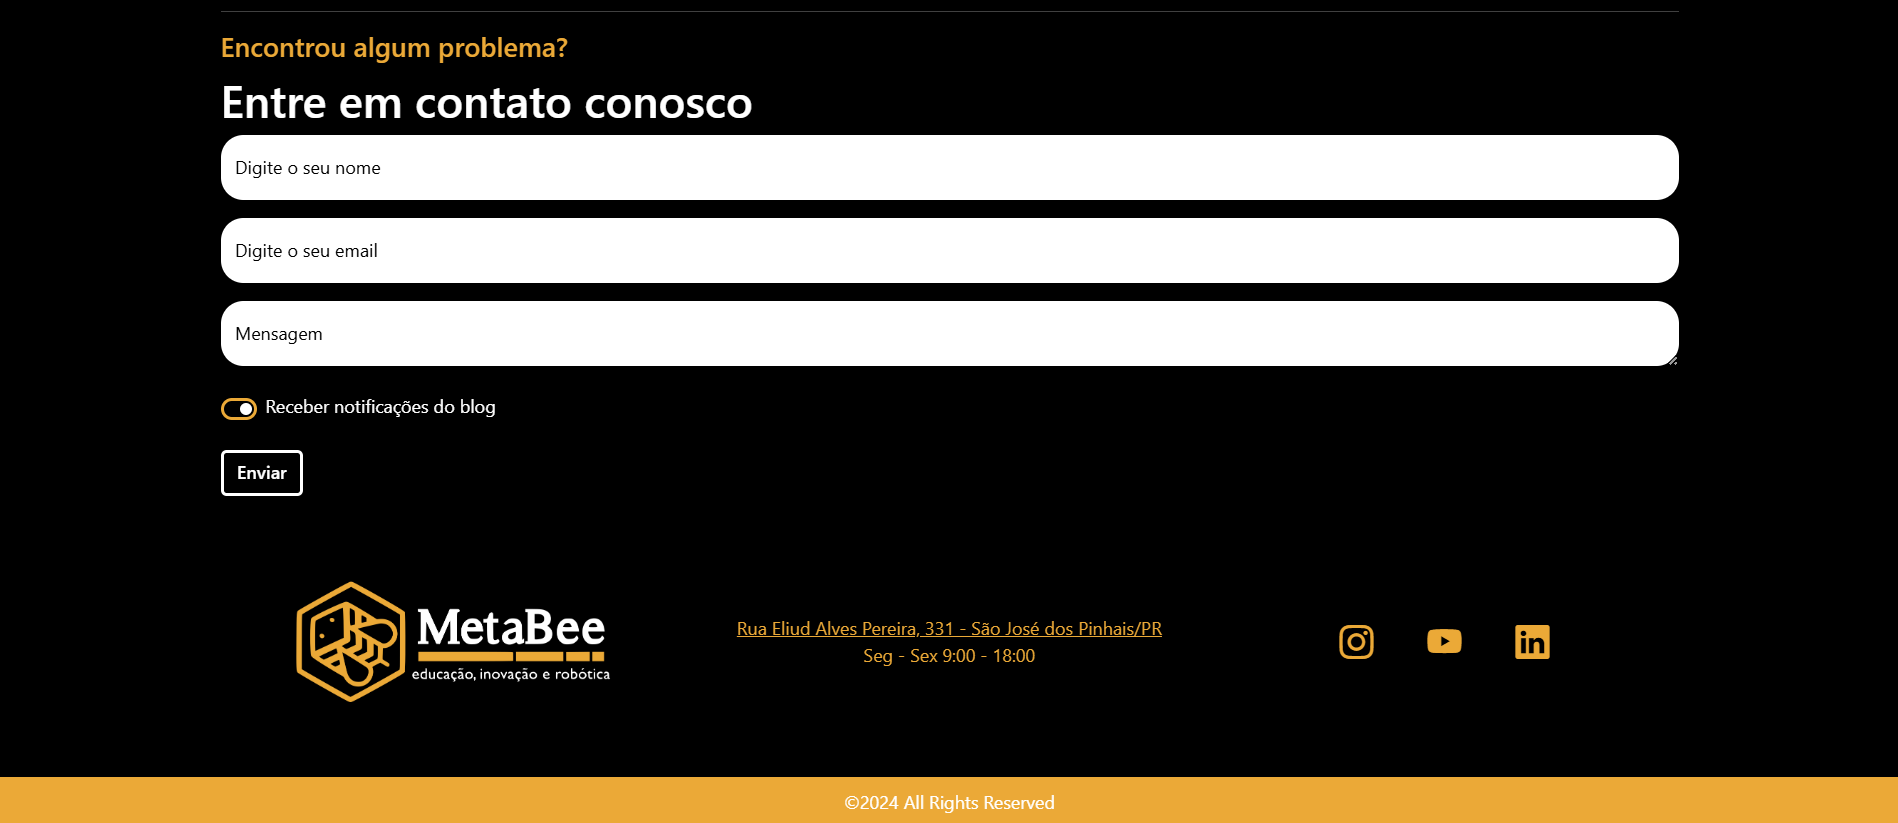 Encontrou algum problema?
Entre em contato conosco
Digite o seu nome
Digite o seu email
Mensagem
Receber notificações do blog
Enviar
MetaBee
educação, inovação e robótica
Rua Eliud Alves Pereira, 331 - São José dos Pinhais/PR
Seg - Sex 9:00 - 18:00
in
©2024 All Rights Reserved